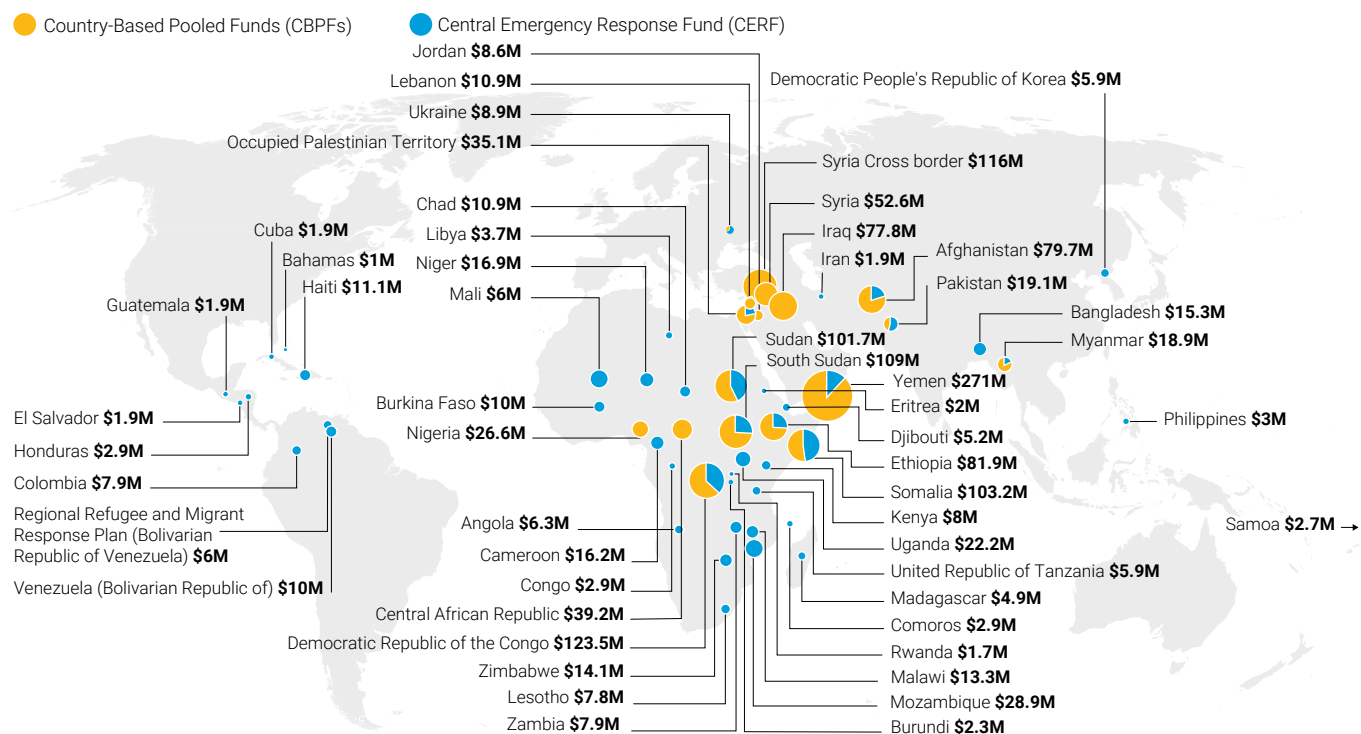 Country-Based Pooled Funds (CBPFs)
Central Emergency Response Fund (CERF)
Jordan $8.6M
Lebanon $10.9M
Ukraine $8.9M
Occupied Palestinian Territory $35.1M
Democratic People's Republic of Korea $5.9M
Syria Cross border $116M
Syria $52.6M
Iraq $77.8M
Iran $1.9M
Afghanistan $79.7M
Pakistan $19.1M
Bangladesh $15.3M
Myanmar $18.9M
Chad $10.9M
Libya $3.7M
Niger $16.9M
Mali $6M
Cuba $1.9M
Bahamas $1M
Haiti $11.1M
Guatemala $1.9M
Sudan $101.7M
South Sudan $109M
Yemen $271M
Eritrea $2M
Djibouti $5.2M
Ethiopia $81.9M
Somalia $103.2M
Kenya $8M
Uganda $22.2M
United Republic of Tanzania $5.9M
Madagascar $4.9M
Comoros $2.9M
Rwanda $1.7M
Malawi $13.3M
Mozambique $28.9M
Burundi $2.3M
Philippines $3M
Samoa $2.7M
Burkina Faso $10M
Nigeria $26.6M
El Salvador $1.9M
Honduras $2.9M
Colombia $7.9M
Regional Refugee and Migrant
Response Plan (Bolivarian
Republic of Venezuela) $6M
Venezuela (Bolivarian Republic of) $10M
Angola $6.3M
Cameroon $16.2M
Congo $2.9M
Central African Republic $39.2M
Democratic Republic of the Congo $123.5M
Zimbabwe $14.1M
Lesotho $7.8M
Zambia $7.9M